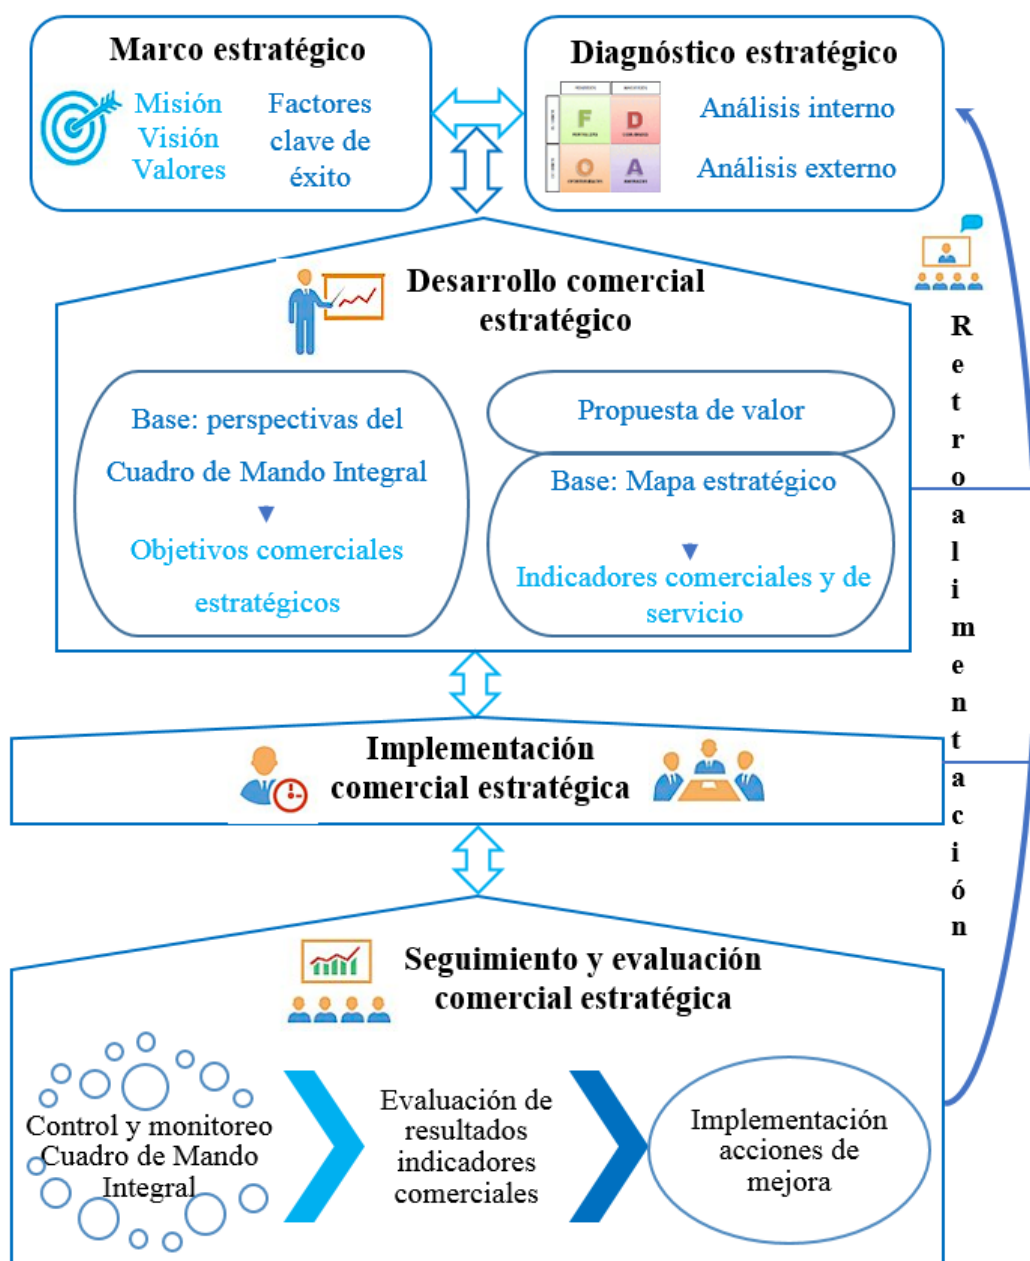 Marco estratégico
Misión
Visión
Valores
Factores
clave de
éxito
Diagnóstico estratégico
F
D
O
A
Análisis interno
Análisis externo
Desarrollo comercial
estratégico
Base: perspectivas del
Cuadro de Mando Integral
Objetivos comerciales
estratégicos
Propuesta de valor
Base: Mapa estratégico
Indicadores comerciales y de
servicio
Retroalimentación
Implementación
comercial estratégica
Seguimiento y evaluación
comercial estratégica
Control y monitoreo
Cuadro de Mando
Integral
Evaluación de
resultados
indicadores
comerciales
Implementación
acciones de
mejora